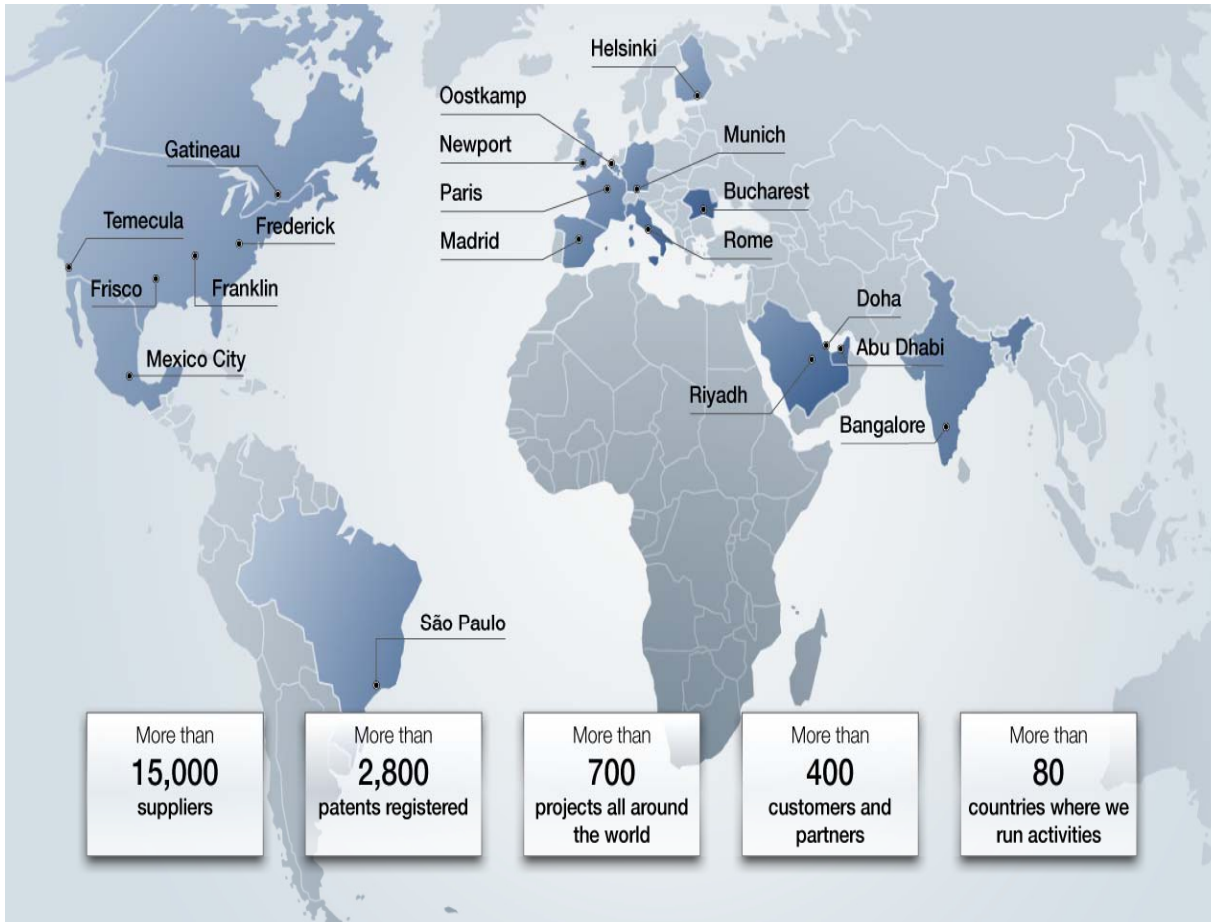 Helsinki
Oostkamp
Newport
Munich
Gatineau
Paris
Bucharest
Temecula
Frederick
Madrid
Rome
Frisco
Franklin
Doha
Mexico City
Abu Dhabi
Riyadh
Bangalore
São Paulo
More than
15,000
suppliers
More than
2,800
patents registered
More than
700
projects all around
the world
More than
400
customers and
partners
More than
80
countries where we
run activities